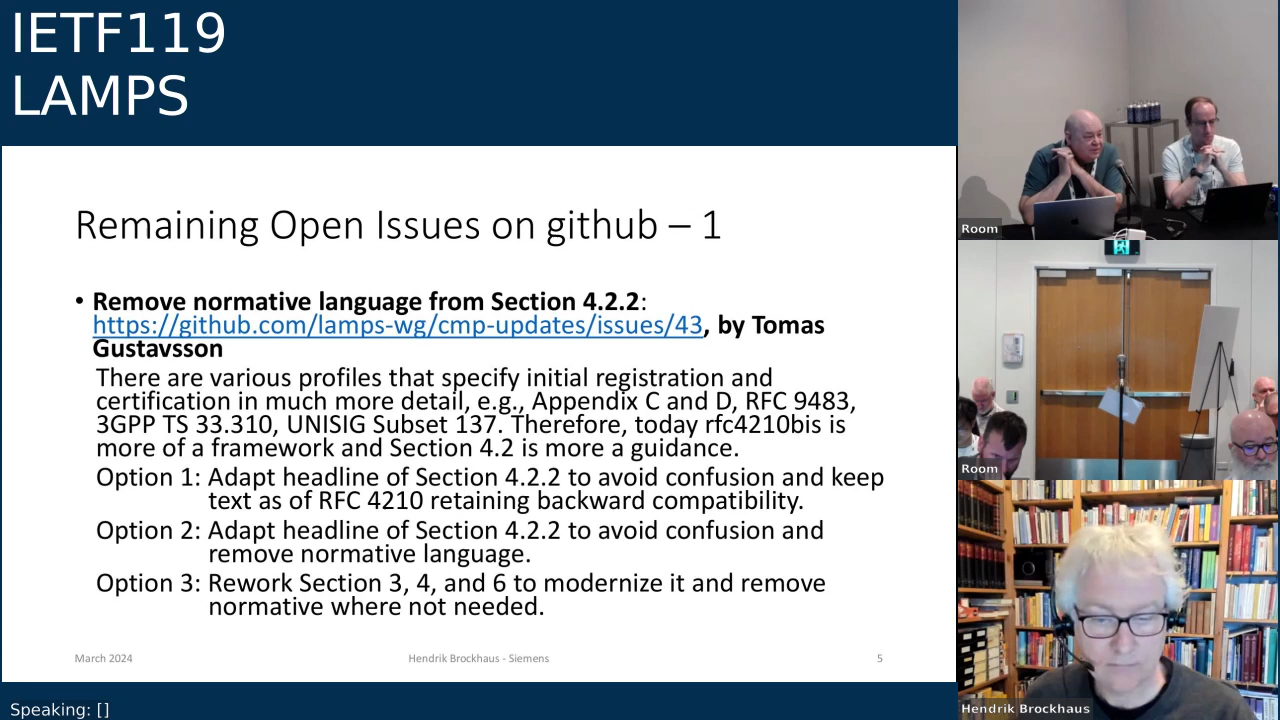 IETF119
LAMPS
Remaining Open Issues on github – 1
• Remove normative language from Section 4.2.2:
https://github.com/lamps-wg/cmp-updates/issues/43, by Tomas
Gustavsson
There are various profiles that specify initial registration and
certification in much more detail, e.g., Appendix C and D, RFC 9483,
3GPP TS 33.310, UNISIG Subset 137. Therefore, today rfc4210bis is
more of a framework and Section 4.2 is more a guidance.
Option 1: Adapt headline of Section 4.2.2 to avoid confusion and keep
text as of RFC 4210 retaining backward compatibility.
Option 2: Adapt headline of Section 4.2.2 to avoid confusion and
remove normative language.
Option 3: Rework Section 3, 4, and 6 to modernize it and remove
normative where not needed.
March 2024
Hendrik Brockhaus - Siemens
5
Speaking: []
Room
Room
Hendrik Brockhaus